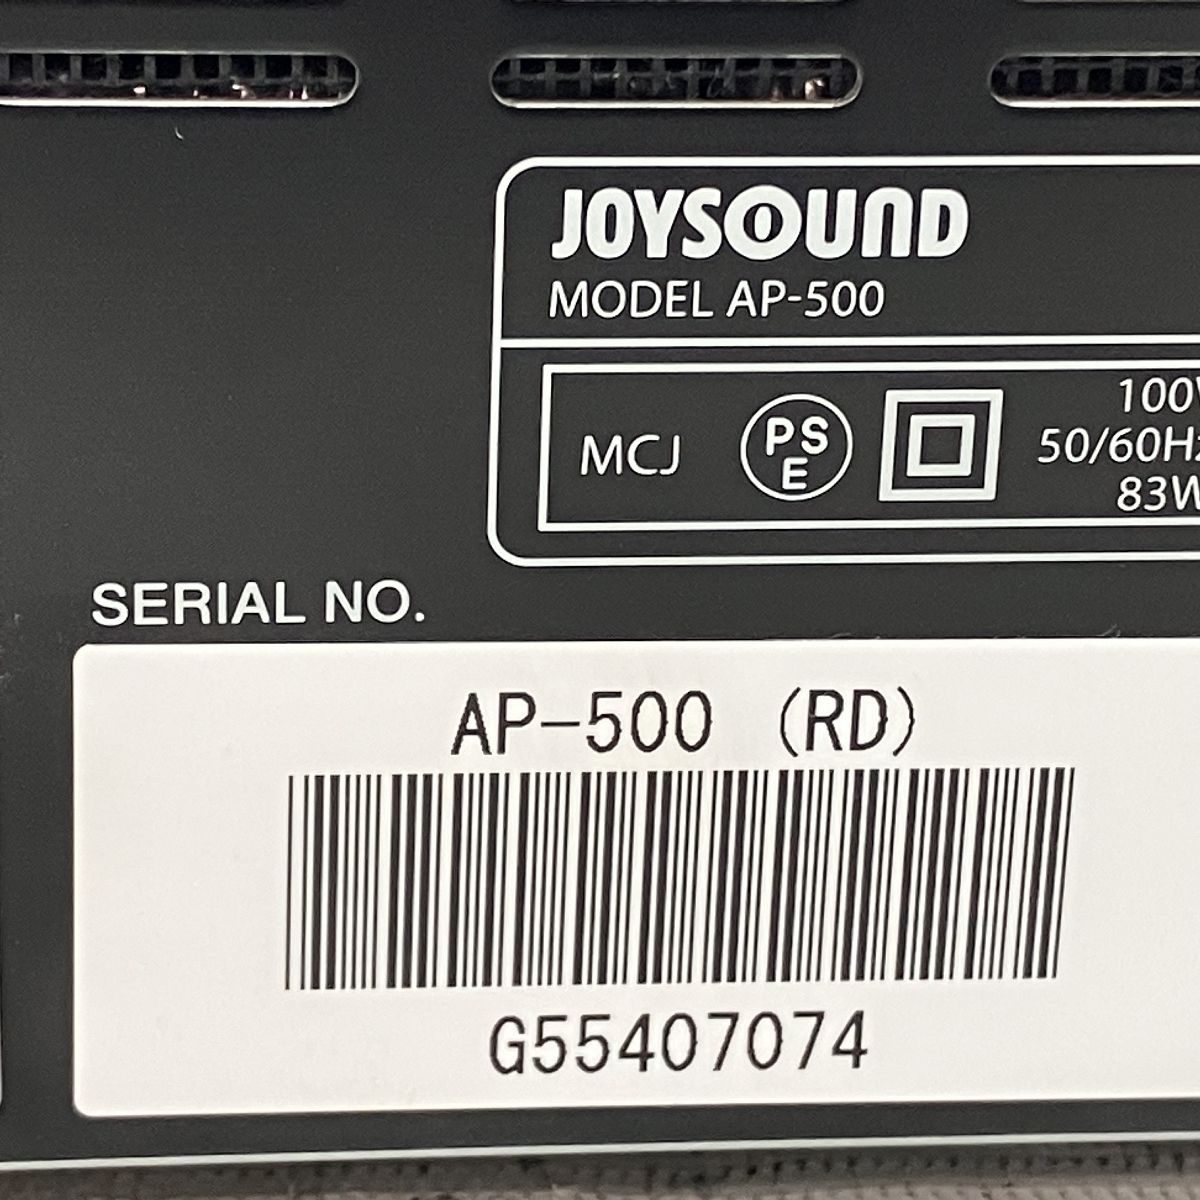 JOYSOUND
MODEL AP-500
MCJ
PS
E
100V
50/60Hz
83W
SERIAL NO.
AP-500 (RD)
G55407074